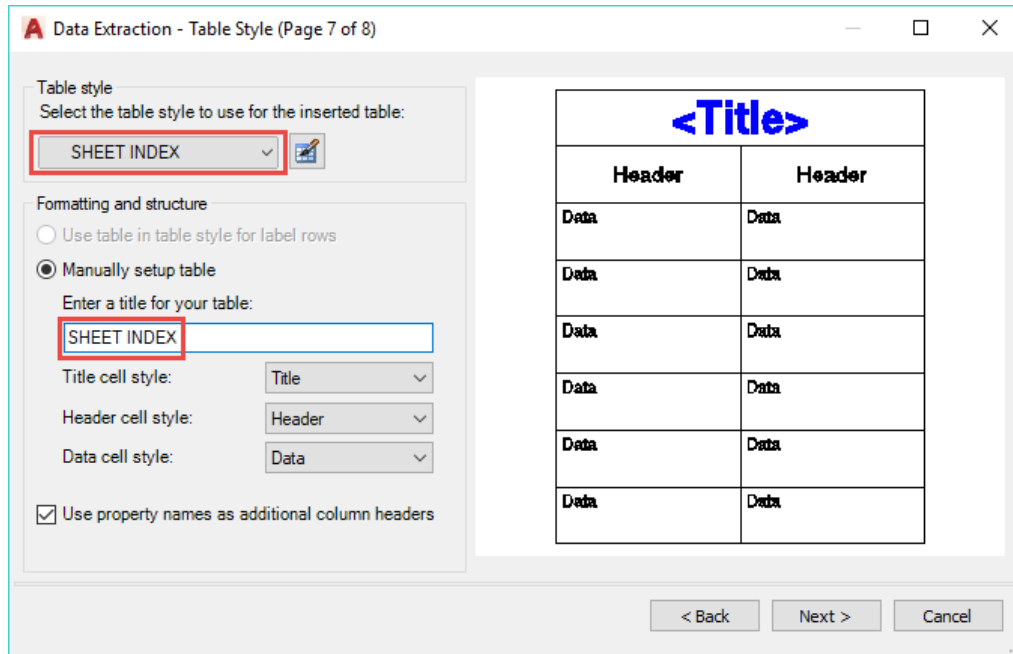 Data Extraction - Table Style (Page 7 of 8)
Table style
Select the table style to use for the inserted table:
SHEET INDEX
Formatting and structure
Use table in table style for label rows
Manually setup table
Enter a title for your table:
SHEET INDEX
Title cell style:
Title
Header cell style:
Header
Data cell style:
Data
Use property names as additional column headers
<Title>
Header Header
Data Data
Data Data
Data Data
Data Data
Data Data
Data Data
< Back Next > Cancel